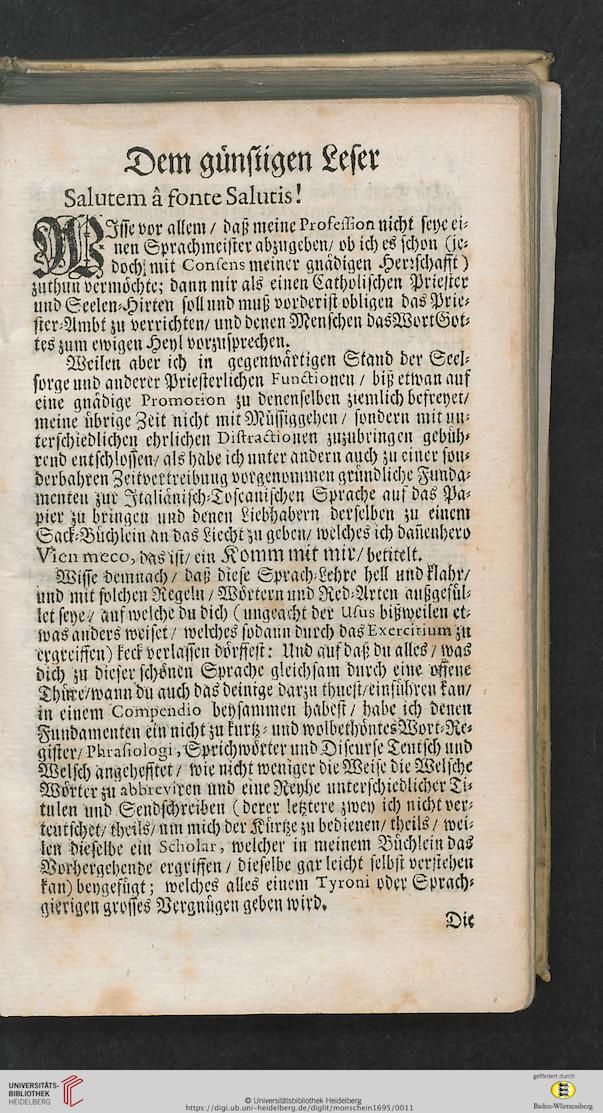 Dem günstigen Leser
Salutem â fonte Salutis!
WIsse vor allem / daß meine Profession nicht seye ei-
nen Sprachmeister abzugeben / ob ich es schon (je-
doch mit Consens meiner gnädigen Herrschafft)
zuthun vermöchte; dann mir als einen Catholischen Priester
und Seelen-Hirten soll und muß vorderist obligen das Prie-
ster-Ambt zu verrichten / und denen Menschen das Wort Got-
tes zum ewigen Heyl vorzusprechen.
Weilen aber ich in gegenwärtigen Stand der Seel-
sorge und anderer Priesterlichen Functionen / biß etwan auf
eine gnädige Promotion zu denenselben ziemlich befreyet /
meine übrige Zeit nicht mit Müssiggehen / sondern mit un-
terschiedlichen ehrlichen Distractionen zuzubringen gebüh-
rend entschlossen / als habe ich unter andern auch zu einer son-
derbahren Zeitvertreibung vorgenommen gründliche Funda-
menten zur Italiänisch-Toscanischen Sprache auf das Pa-
pier zu bringen und denen Liebhabern derselben zu einem
Sack-Büchlein an das Liecht zu geben / welches ich dañenhero
Vien meco, das ist / ein Komm mit mir / betitelt.
Wisse demnach / daß diese Sprach-Lehre hell und klahr /
und mit solchen Regeln / Wörtern und Red-Arten außgefül-
let seye / auf welche du dich (ungeacht der Usus bißweilen et-
was anders weiset / welches sodann durch das Exercitium zu
ergreiffen) keck verlassen dörffest: Und auf daß du alles / was
dich zu dieser schönen Sprache gleichsam durch eine offene
Thüre / wann du auch das deinige darzu thuest / einführen kan /
in einem Compendio beysammen habest / habe ich denen
Fundamenten ein nicht zu kurtz- und wolbethöntes Wort-Re-
gister / Phrasiologi, Sprichwörter und Discurse Teutsch und
Welsch angehefftet / wie nicht weniger die Weise die Welsche
Wörter zu abbreviren und eine Reyhe unterschiedlicher Ti-
tulen und Sendschreiben (derer letztere zwey ich nicht ver-
teutschet / theils / um mich der Kürtze zu bedienen / theils / wei-
len dieselbe ein Scholar, welcher in meinem Büchlein das
Vorhergehende ergriffen / dieselbe gar leicht selbst verstehen
kan) beygefügt; welches alles einem Tyroni oder Sprach-
gierigen grosses Vergnügen geben wird.
Die
UNIVERSITÄTS-
BIBLIOTHEK
HEIDELBERG
© Universitätsbibliothek Heidelberg
https://digi.ub.uni-heidelberg.de/diglit/monschein1695/0011
gefördert durch
Baden-Württemberg